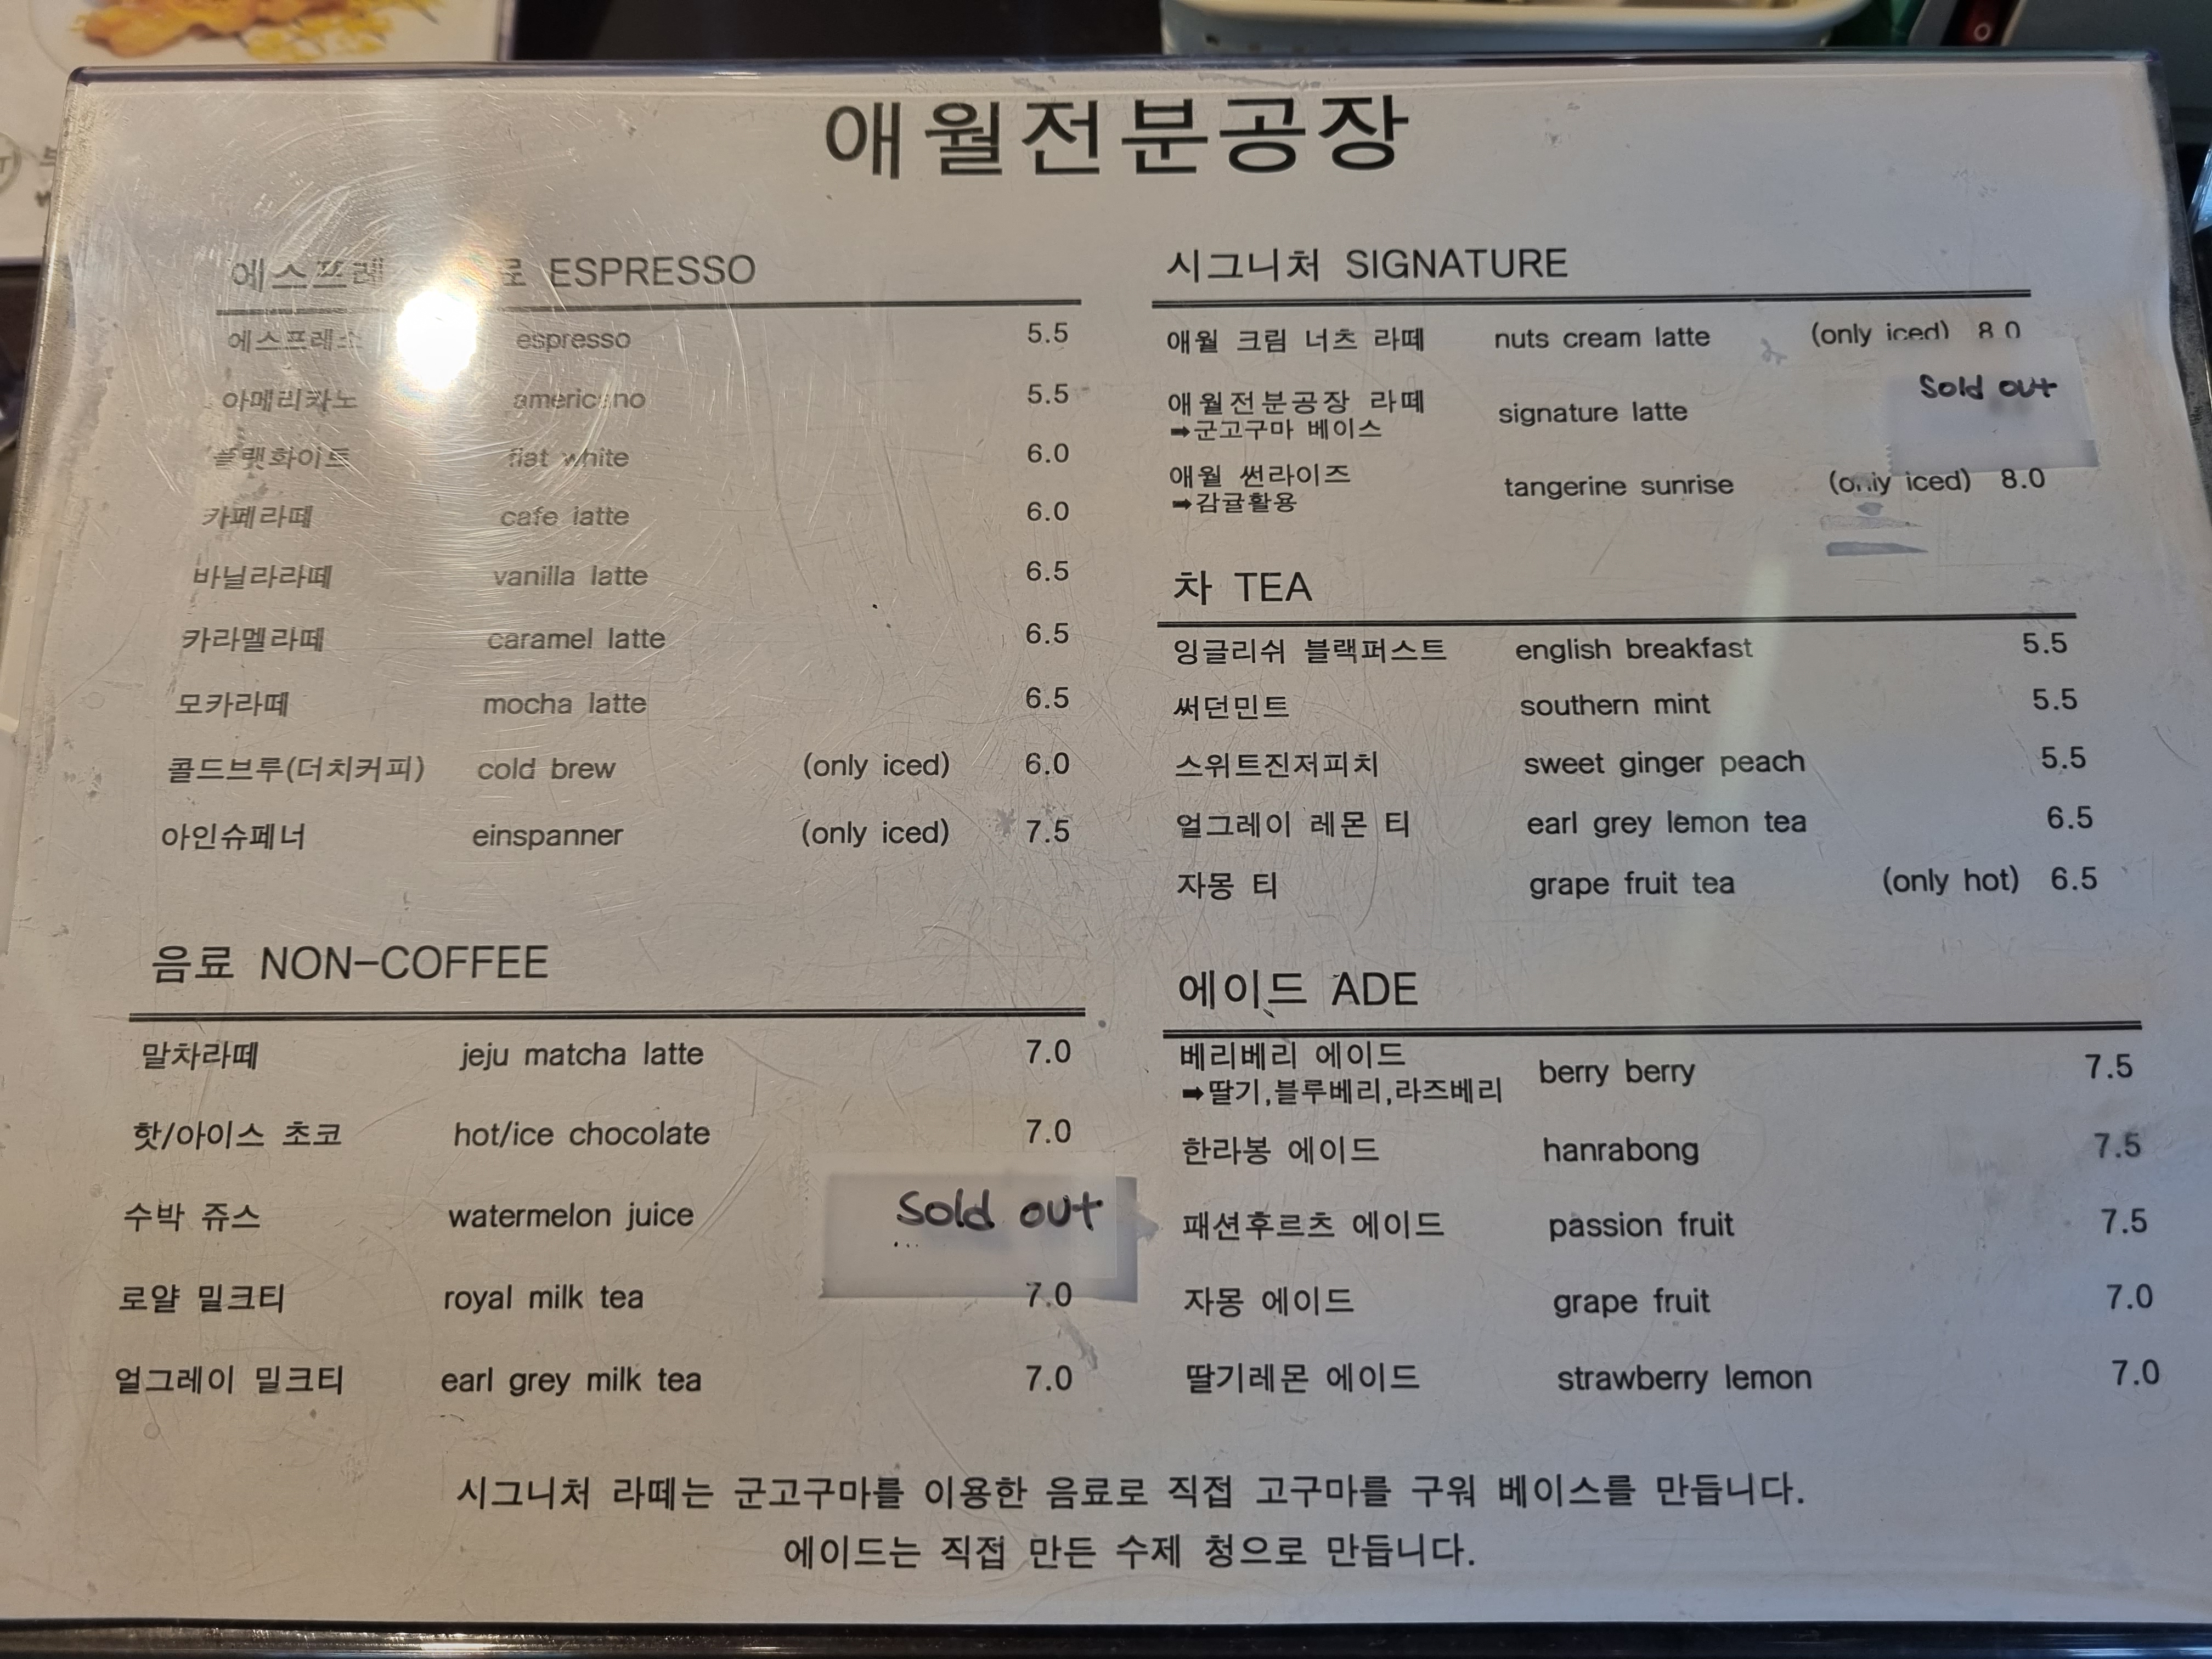 애월전분공장
ESPRESSO
에스프레소 espresso 5.5
아메리카노 americano 5.5
플랫화이트 flat white 6.0
카페라떼 cafe latte 6.0
바닐라라떼 vanilla latte 6.5
카라멜라떼 caramel latte 6.5
모카라떼 mocha latte 6.5
콜드브루(더치커피) cold brew (only iced) 6.0
아인슈페너 einspanner (only iced) 7.5
음료 NON-COFFEE
말차라떼 jeju matcha latte 7.0
핫/아이스 초코 hot/ice chocolate 7.0
수박 쥬스 watermelon juice Sold out
로얄 밀크티 royal milk tea 7.0
얼그레이 밀크티 earl grey milk tea 7.0
시그니처 SIGNATURE
애월 크림 너츠 라떼 nuts cream latte (only iced) 8.0
애월전분공장 라떼 signature latte Sold out
➡군고구마 베이스
애월 썬라이즈 tangerine sunrise (only iced) 8.0
➡감귤활용
차 TEA
잉글리쉬 블랙퍼스트 english breakfast 5.5
써던민트 southern mint 5.5
스위트진저피치 sweet ginger peach 5.5
얼그레이 레몬 티 earl grey lemon tea 6.5
자몽 티 grape fruit tea (only hot) 6.5
에이드 ADE
베리베리 에이드 berry berry 7.5
➡딸기,블루베리,라즈베리
한라봉 에이드 hanrabong 7.5
패션후르츠 에이드 passion fruit 7.5
자몽 에이드 grape fruit 7.0
딸기레몬 에이드 strawberry lemon 7.0
시그니처 라떼는 군고구마를 이용한 음료로 직접 고구마를 구워 베이스를 만듭니다.
에이드는 직접 만든 수제 청으로 만듭니다.